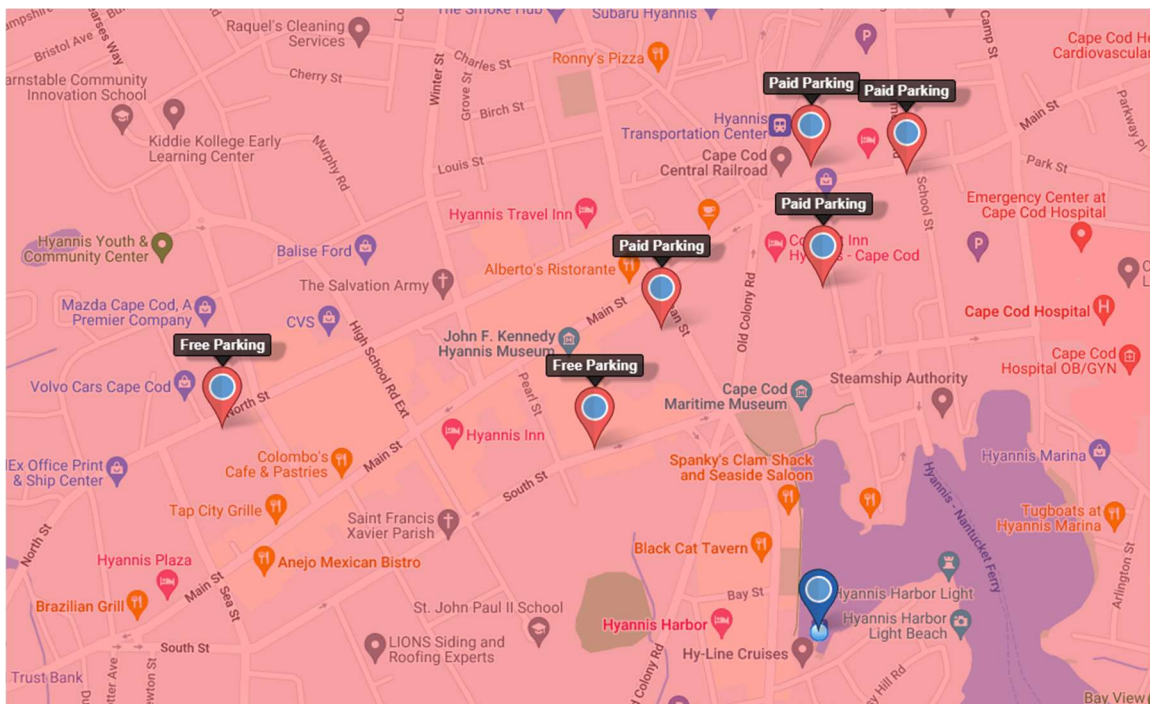 The Smoke Hub
Subaru Hyannis
Raquel's Cleaning
Services
Bristol Ave
Charles St
Ronny's Pizza
Camp St
Cape Cod
Cardiovascular
Winter St
Grove St
Cherry St
Birch St
Paid Parking
Paid Parking
Innovation School
Kiddie Kollege Early
Learning Center
Murphy Rd
Louis St
Hyannis
Transportation Center
Cape Cod
Central Railroad
Main St
Parkway Pl
Park St
School St
Emergency Center at
Cape Cod Hospital
Paid Parking
Hyannis Travel Inn
Paid Parking
Hyannis Youth &
Community Center
Balise Ford
Alberto's Ristorante
The Salvation Army
Inn
- Cape Cod
Mazda Cape Cod, A
Premier Company
CVS
Main St
Old Colony Rd
Cape Cod Hospital
Free Parking
High School Rd Ext
John F. Kennedy
Hyannis Museum
Free Parking
Cape Cod
Hospital OB/GYN
Volvo Cars Cape Cod
North St
Pearl St
Cape Cod
Maritime Museum
Steamship Authority
Hyannis Inn
Main St
Colombo's
Cafe & Pastries
Office Print
& Ship Center
South St
Spanky's Clam Shack
and Seaside Saloon
Hyannis Marina
Hyannis - Nantucket Ferry
Tap City Grille
Saint Francis
Xavier Parish
Tugboats at
Hyannis Marina
North St
Black Cat Tavern
Hyannis Plaza
Anejo Mexican Bistro
Main St
Sea St
Arlington St
Brazilian Grill
Bay St
Hyannis Harbor Light
St. John Paul II School
Hyannis Harbor
Hyannis Harbor
Light Beach
South St
LIONS Siding and
Roofing Experts
Hy-Line Cruises
Colony Rd
Hill Rd
Trust Bank
Bay View